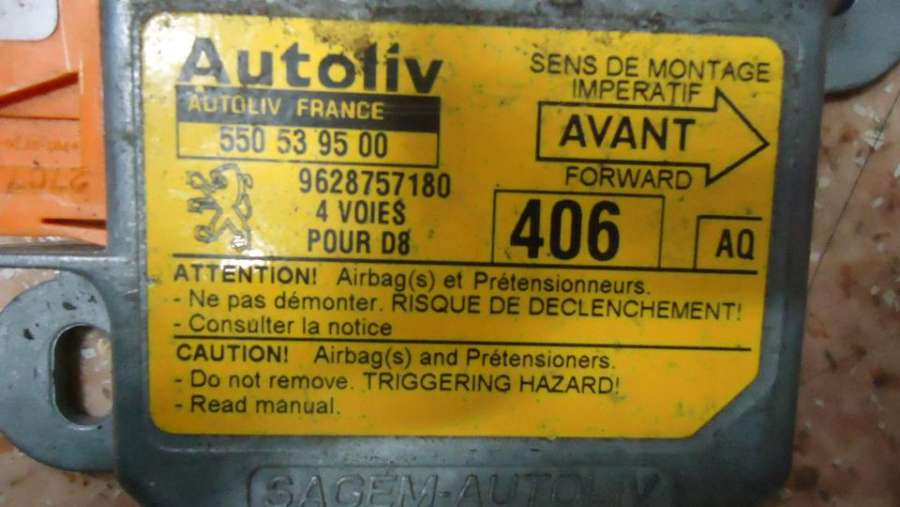 Autoliv
AUTOLIV FRANCE
550 53 95 00
9628757180
4 VOIES
POUR D8
SENS DE MONTAGE
IMPERATIF
AVANT
FORWARD
406
AQ
ATTENTION! Airbag(s) et Prétensionneurs.
- Ne pas démonter. RISQUE DE DECLENCHEMENT!
- Consulter la notice
CAUTION! Airbag(s) and Prétensioners.
- Do not remove. TRIGGERING HAZARD!
- Read manual.
SAGEM-AUTOLIV